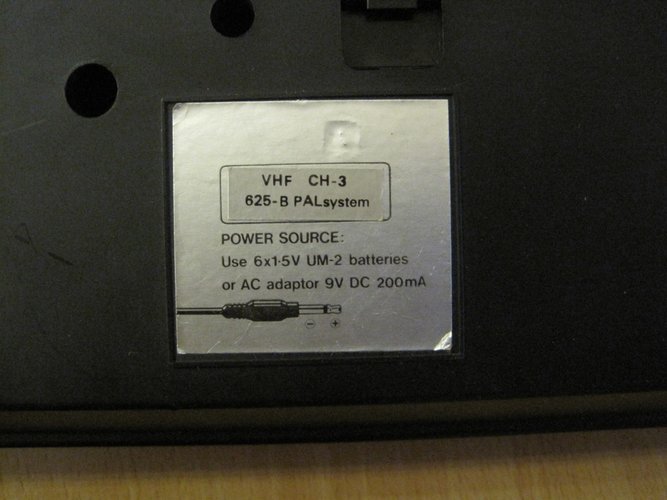 VHF CH-3
625-B PALsystem
POWER SOURCE:
Use 6x1·5V UM-2 batteries
or AC adaptor 9V DC 200mA
⊖ ⊕